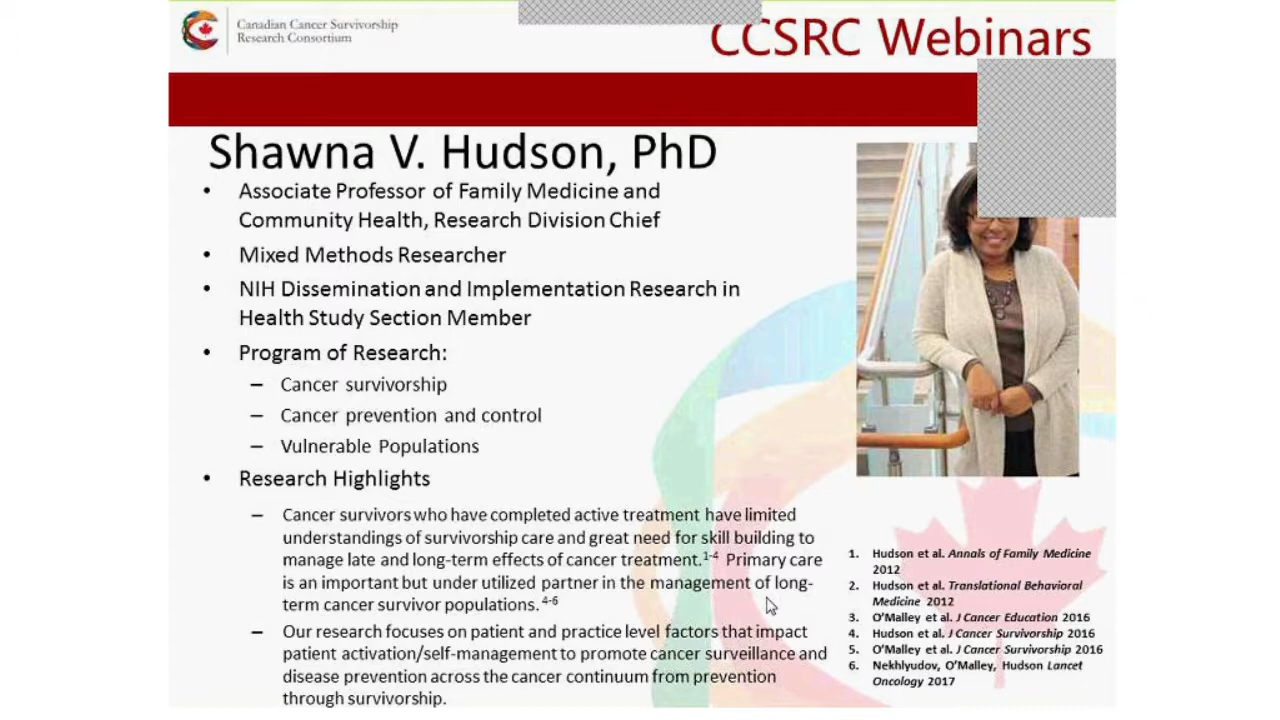 Canadian Cancer Survivorship
Research Consortium
CCSRC Webinars
Shawna V. Hudson, PhD
• Associate Professor of Family Medicine and
Community Health, Research Division Chief
• Mixed Methods Researcher
• NIH Dissemination and Implementation Research in
Health Study Section Member
• Program of Research:
– Cancer survivorship
– Cancer prevention and control
– Vulnerable Populations
• Research Highlights
– Cancer survivors who have completed active treatment have limited
understandings of survivorship care and great need for skill building to
manage late and long-term effects of cancer treatment.1-4 Primary care
is an important but under utilized partner in the management of long-
term cancer survivor populations. 4-6
– Our research focuses on patient and practice level factors that impact
patient activation/self-management to promote cancer surveillance and
disease prevention across the cancer continuum from prevention
through survivorship.
1. Hudson et al. Annals of Family Medicine
2012
2. Hudson et al. Translational Behavioral
Medicine 2012
3. O'Malley et al. J Cancer Education 2016
4. Hudson et al. J Cancer Survivorship 2016
5. O'Malley et al. J Cancer Survivorship 2016
6. Nekhlyudov, O'Malley, Hudson Lancet
Oncology 2017